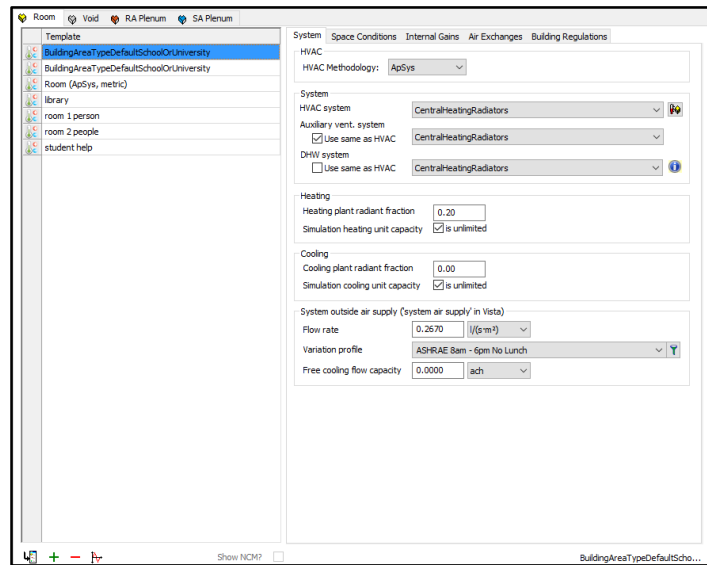 Room Void RA Plenum SA Plenum
Template
BuildingAreaTypeDefaultSchoolOrUniversity
BuildingAreaTypeDefaultSchoolOrUniversity
Room (ApSys, metric)
library
room 1 person
room 2 people
student help
System Space Conditions Internal Gains Air Exchanges Building Regulations
HVAC
HVAC Methodology: ApSys
System
HVAC system CentralHeatingRadiators
Auxiliary vent. system
Use same as HVAC CentralHeatingRadiators
DHW system
Use same as HVAC CentralHeatingRadiators
Heating
Heating plant radiant fraction 0.20
Simulation heating unit capacity is unlimited
Cooling
Cooling plant radiant fraction 0.00
Simulation cooling unit capacity is unlimited
System outside air supply ('system air supply' in Vista)
Flow rate 0.2670 l/(s·m²)
Variation profile ASHRAE 8am - 6pm No Lunch
Free cooling flow capacity 0.0000 ach
Show NCM? BuildingAreaTypeDefaultScho...